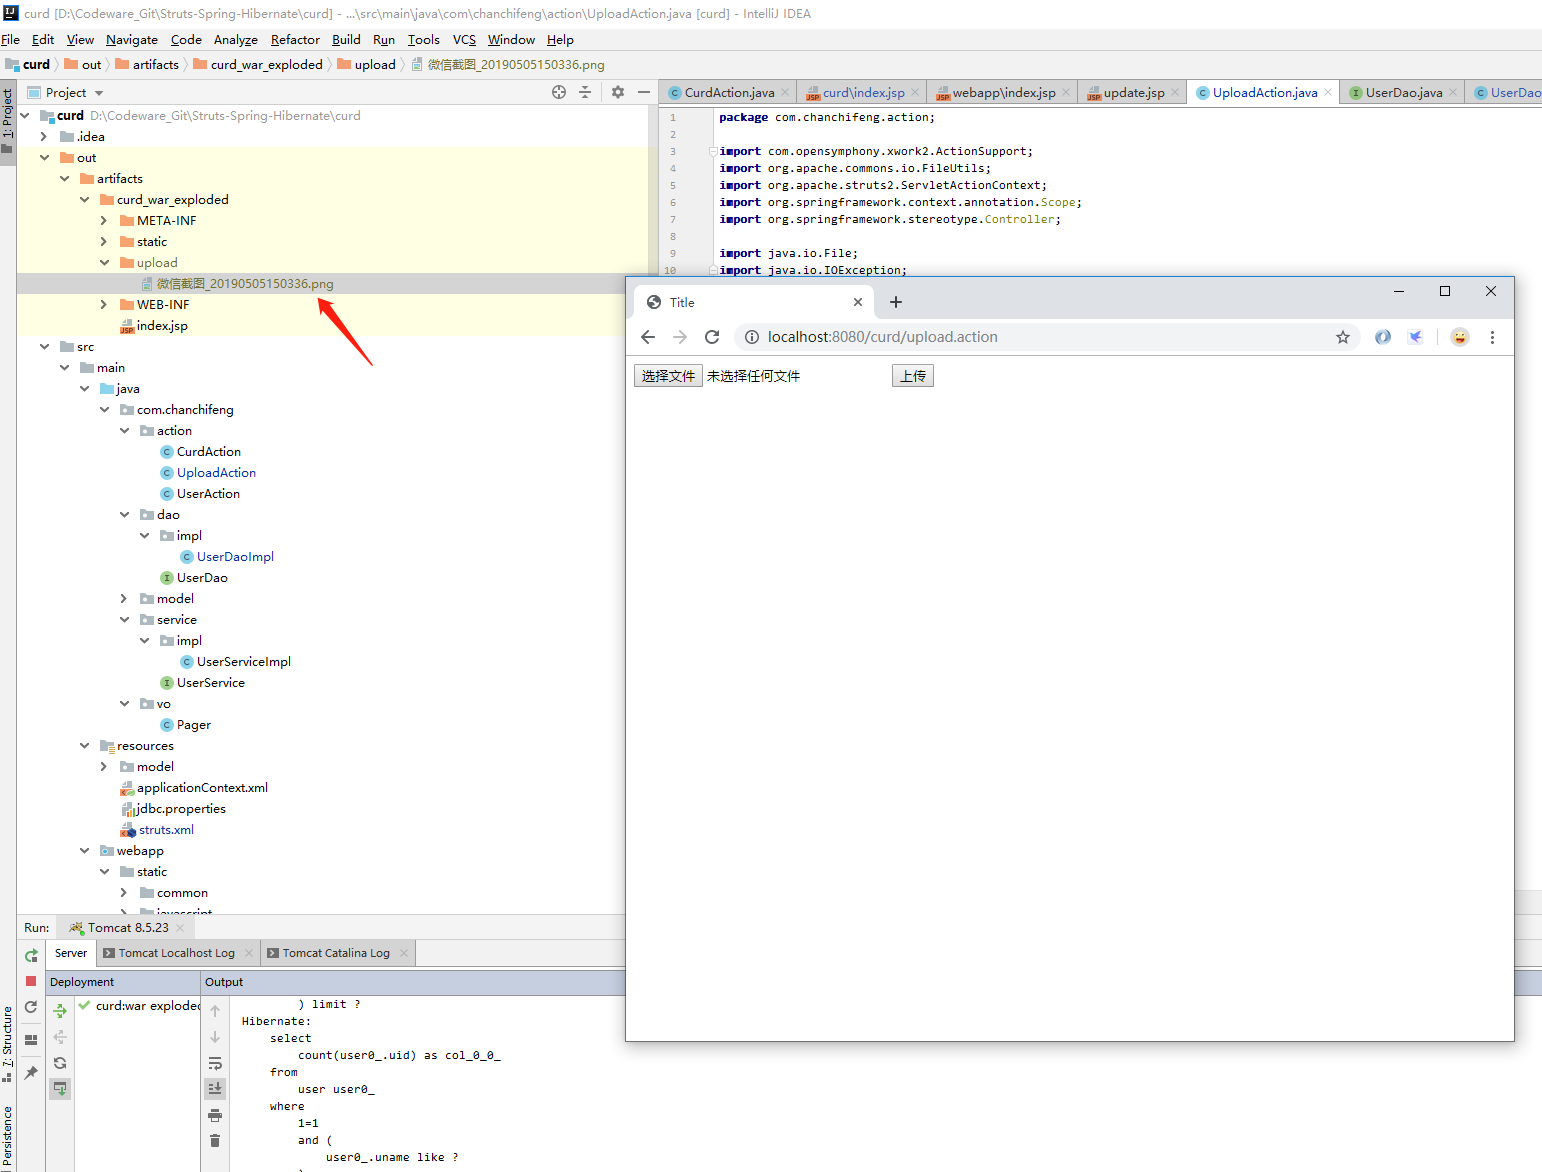 curd [D:\Codeware_Git\Struts-Spring-Hibernate\curd] - ...\src\main\java\com\chanchifeng\action\UploadAction.java [curd] - IntelliJ IDEA
File Edit View Navigate Code Analyze Refactor Build Run Tools VCS Window Help
curd out artifacts curd_war_exploded upload 微信截图_20190505150336.png
1: Project
Project
CurdAction.java curd\index.jsp webapp\index.jsp update.jsp UploadAction.java UserDao.java UserDao
curd D:\Codeware_Git\Struts-Spring-Hibernate\curd
.idea
out
artifacts
curd_war_exploded
META-INF
static
upload
微信截图_20190505150336.png
WEB-INF
index.jsp
src
main
java
com.chanchifeng
action
CurdAction
UploadAction
UserAction
dao
impl
UserDaoImpl
UserDao
model
service
impl
UserServiceImpl
UserService
vo
Pager
resources
model
applicationContext.xml
jdbc.properties
struts.xml
webapp
static
common
javascript
1 package com.chanchifeng.action;
2
3 import com.opensymphony.xwork2.ActionSupport;
4 import org.apache.commons.io.FileUtils;
5 import org.apache.struts2.ServletActionContext;
6 import org.springframework.context.annotation.Scope;
7 import org.springframework.stereotype.Controller;
8
9 import java.io.File;
10 import java.io.IOException;
Title
localhost:8080/curd/upload.action
选择文件 未选择任何文件 上传
Run: Tomcat 8.5.23
Server Tomcat Localhost Log Tomcat Catalina Log
Deployment Output
curd:war exploded
) limit ?
Hibernate:
select
count(user0_.uid) as col_0_0_
from
user user0_
where
1=1
and (
user0_.uname like ?
7: Structure
Persistence